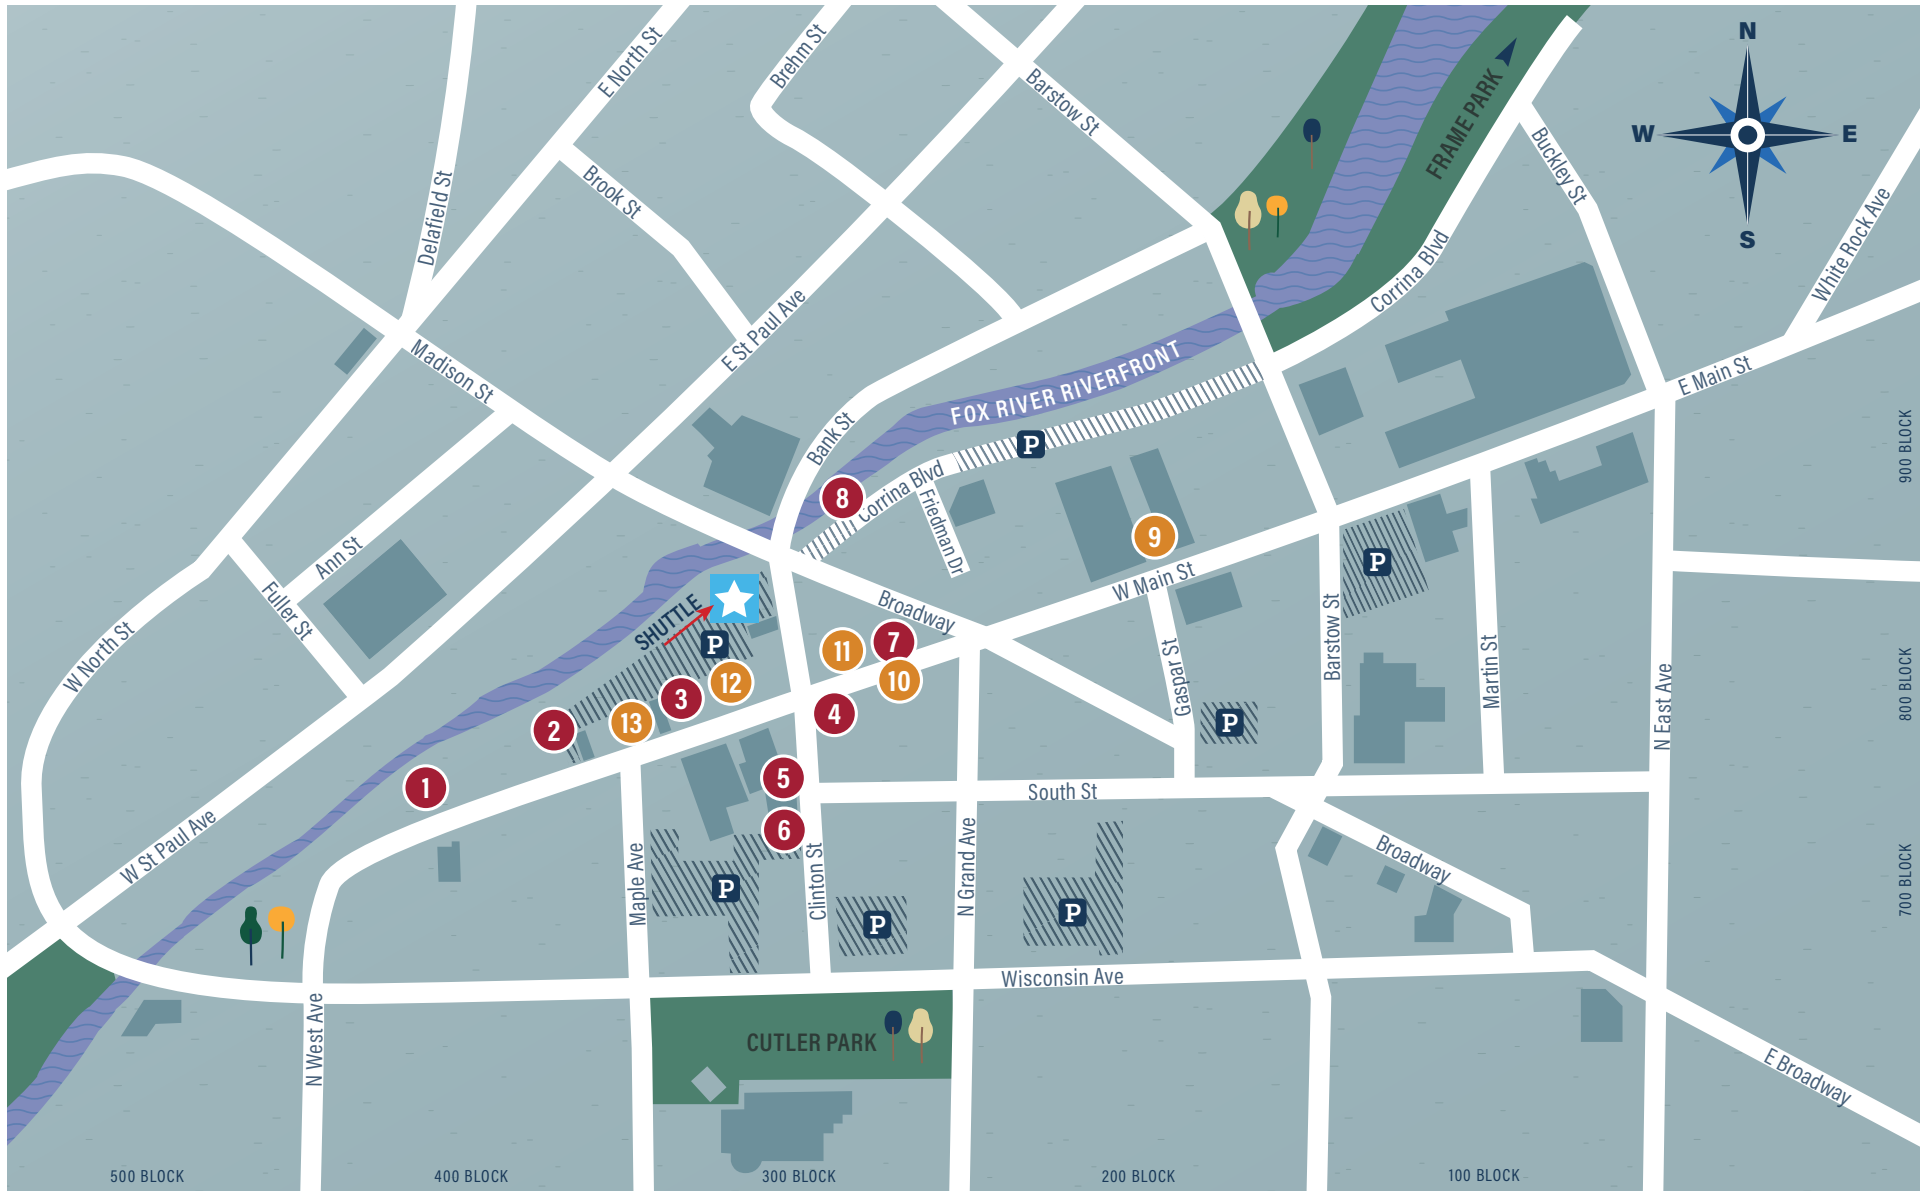 N
W
E
S
E North St
Brehm St
Barstow St
FRAME PARK
Buckley St
White Rock Ave
Delafield St
Brook St
Corrina Blvd
E St Paul Ave
Madison St
FOX RIVER RIVERFRONT
E Main St
Bank St
P
900 BLOCK
8
Corrina Blvd
Friedman Dr
9
Ann St
P
W Main St
Fuller St
SHUTTLE
Broadway
Barstow St
W North St
P
11
7
Gaspar St
Martin St
800 BLOCK
12
10
3
N East Ave
2
13
4
P
1
5
South St
6
W St Paul Ave
Broadway
Maple Ave
Clinton St
N Grand Ave
700 BLOCK
P
P
P
Wisconsin Ave
N West Ave
CUTLER PARK
E Broadway
500 BLOCK
400 BLOCK
300 BLOCK
200 BLOCK
100 BLOCK